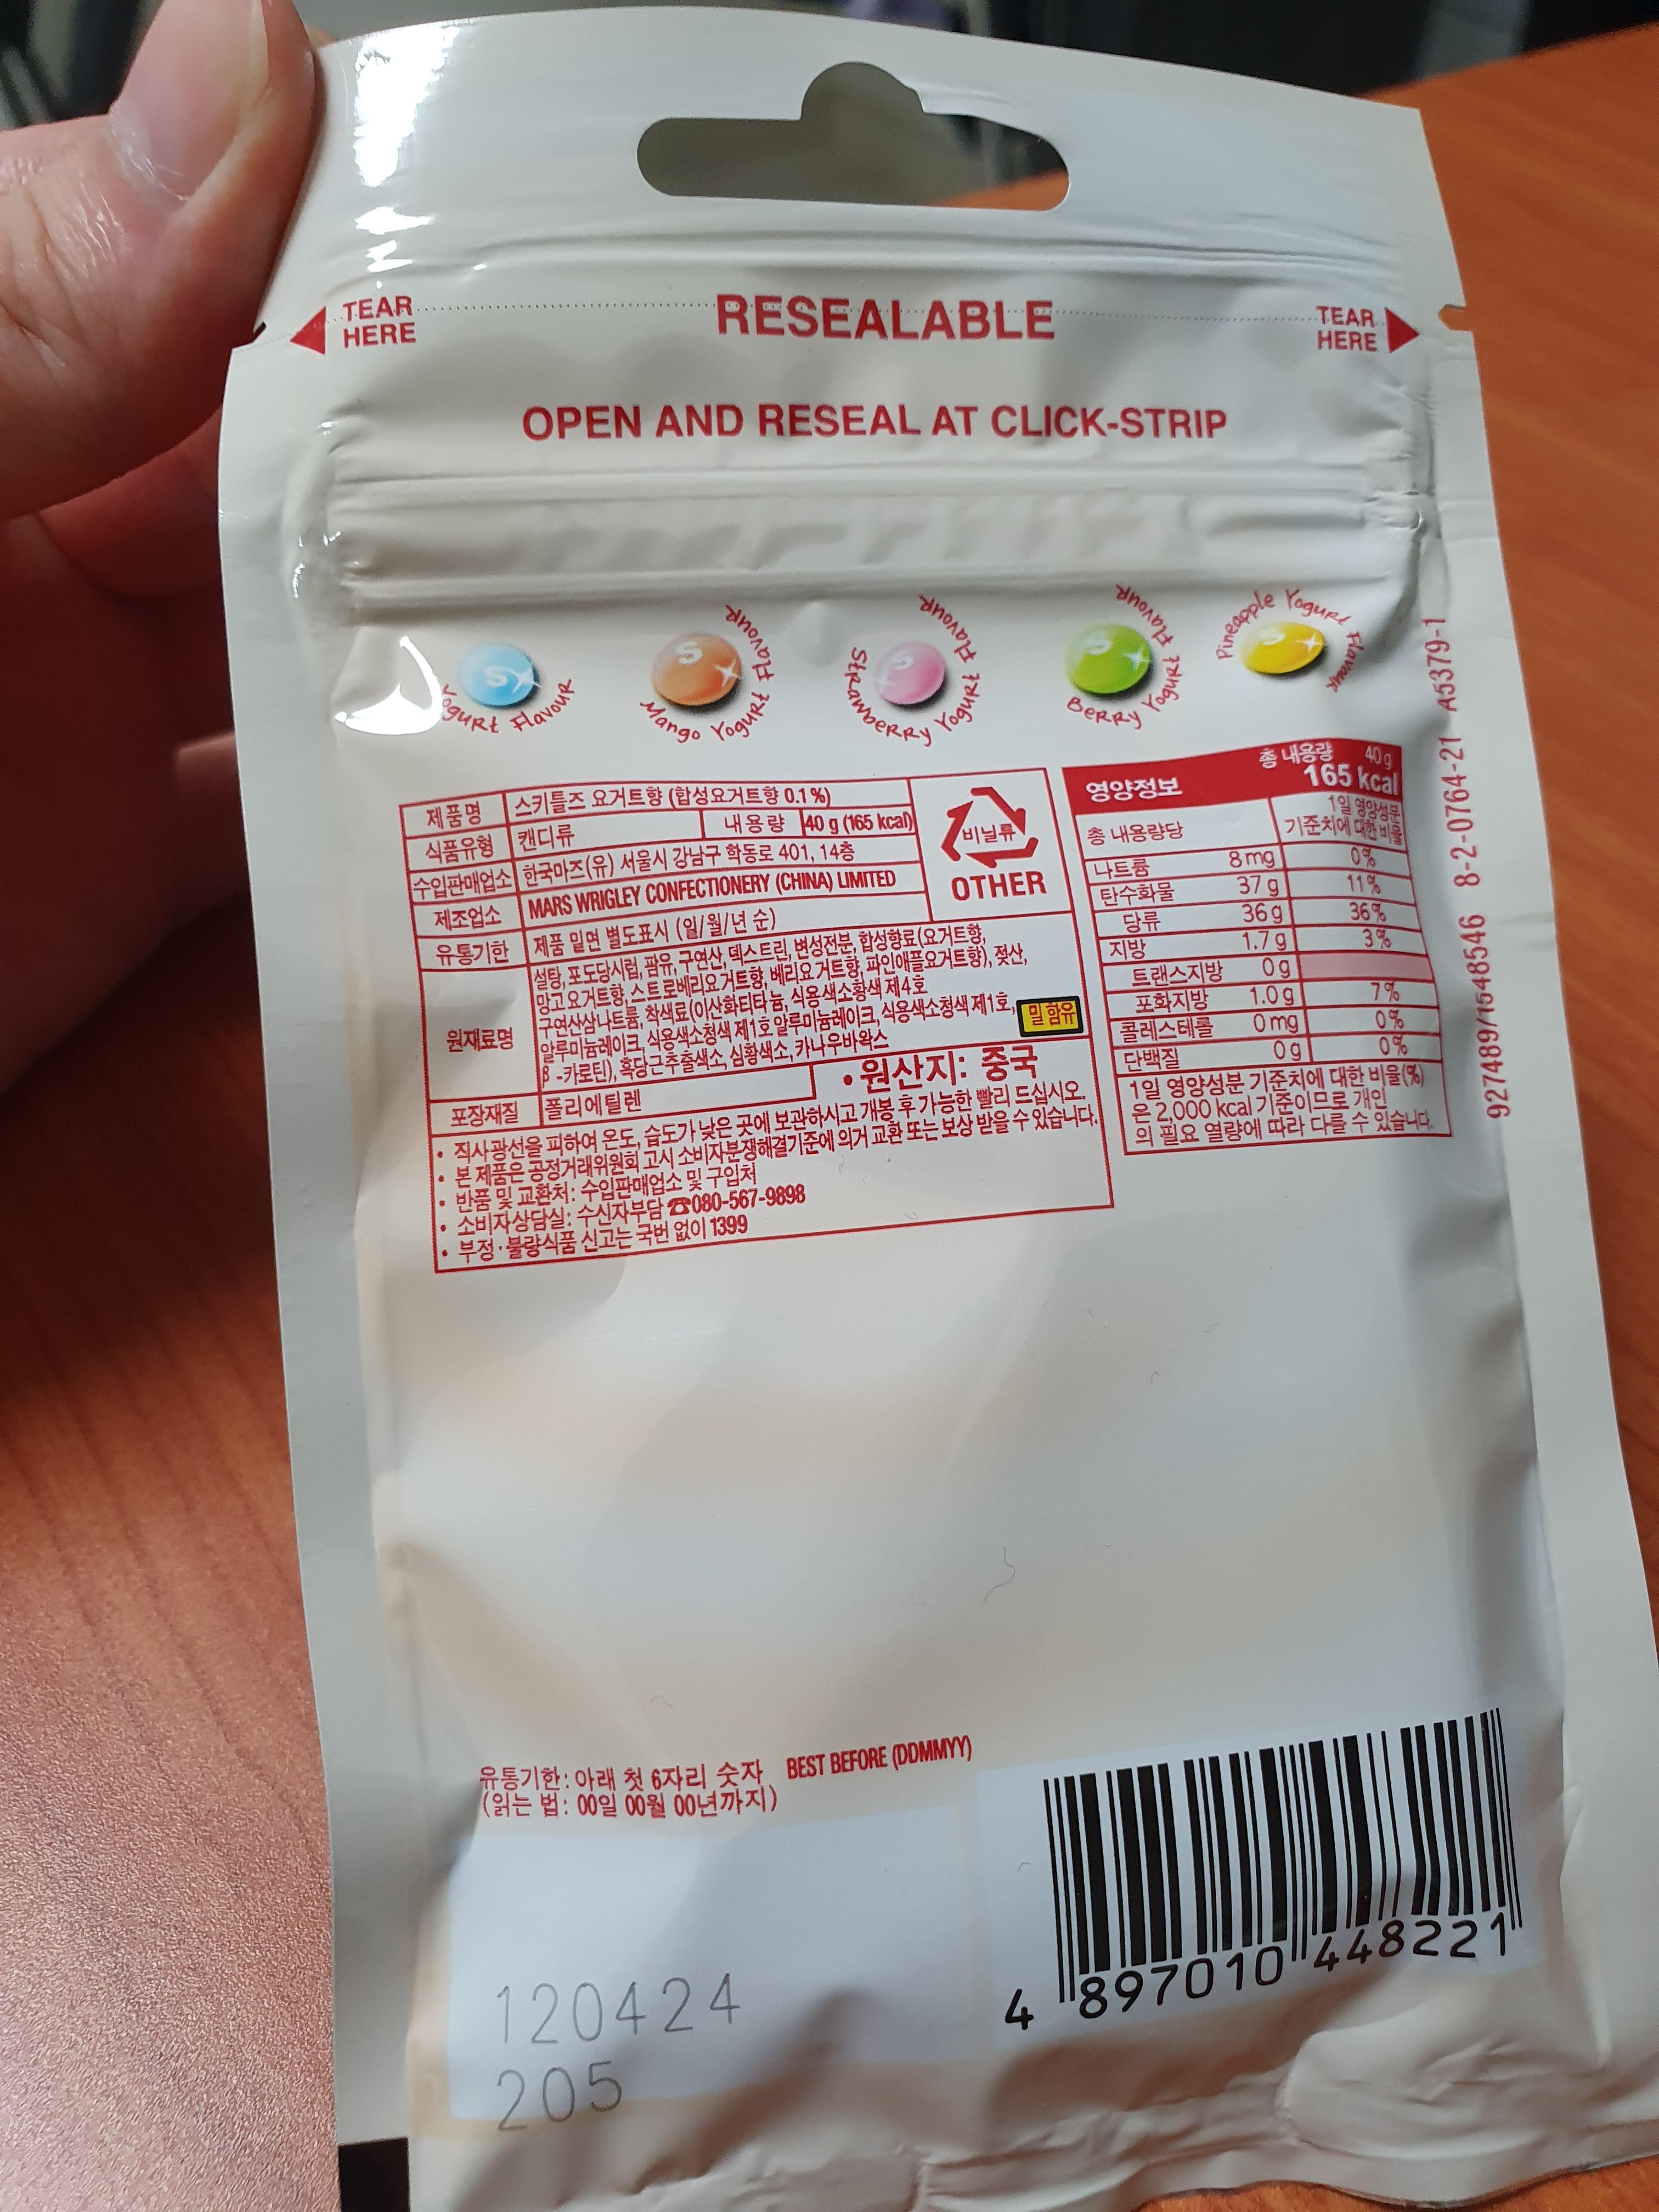 TEAR HERE
RESEALABLE
TEAR HERE
OPEN AND RESEAL AT CLICK-STRIP
Yogurt Flavour
Mango Yogurt Flavour
Strawberry Yogurt Flavour
Berry Yogurt Flavour
Pineapple Yogurt Flavour
제품명 스키틀즈 요거트향 (합성요거트향 0.1%)
식품유형 캔디류 내용량 40 g (165 kcal)
수입판매업소 한국마즈(유) 서울시 강남구 학동로 401, 14층
제조업소 MARS WRIGLEY CONFECTIONERY (CHINA) LIMITED
유통기한 제품 밑면 별도표시 (일/월/년 순)
비닐류
OTHER
원재료명
설탕, 포도당시럽, 팜유, 구연산, 덱스트린, 변성전분, 합성향료(요거트향,
망고요거트향, 스트로베리요거트향, 베리요거트향, 파인애플요거트향), 젖산,
구연산삼나트륨, 착색료(이산화티타늄, 식용색소황색 제4호
알루미늄레이크, 식용색소청색 제1호 알루미늄레이크, 식용색소청색 제1호,
β-카로틴), 흑당근추출색소, 심황색소, 카나우바왁스
밀 함유
포장재질 폴리에틸렌
• 원산지: 중국
• 직사광선을 피하여 온도, 습도가 낮은 곳에 보관하시고 개봉 후 가능한 빨리 드십시오.
• 본 제품은 공정거래위원회 고시 소비자분쟁해결기준에 의거 교환 또는 보상 받을 수 있습니다.
• 반품 및 교환처: 수입판매업소 및 구입처
• 소비자상담실: 수신자부담 ☎080-567-9898
• 부정·불량식품 신고는 국번 없이 1399
영양정보
총 내용량 40 g
165 kcal
총 내용량당
1일 영양성분
기준치에 대한 비율
나트륨 8 mg 0%
탄수화물 37 g 11%
당류 36 g 36%
지방 1.7 g 3%
트랜스지방 0 g
포화지방 1.0 g 7%
콜레스테롤 0 mg 0%
단백질 0 g 0%
1일 영양성분 기준치에 대한 비율(%)
은 2,000 kcal 기준이므로 개인
의 필요 열량에 따라 다를 수 있습니다.
927489/1548546 8-2-0764-21 A5379-1
유통기한: 아래 첫 6자리 숫자 BEST BEFORE (DDMMYY)
(읽는 법: 00일 00월 00년까지)
120424
205
4 897010 448221